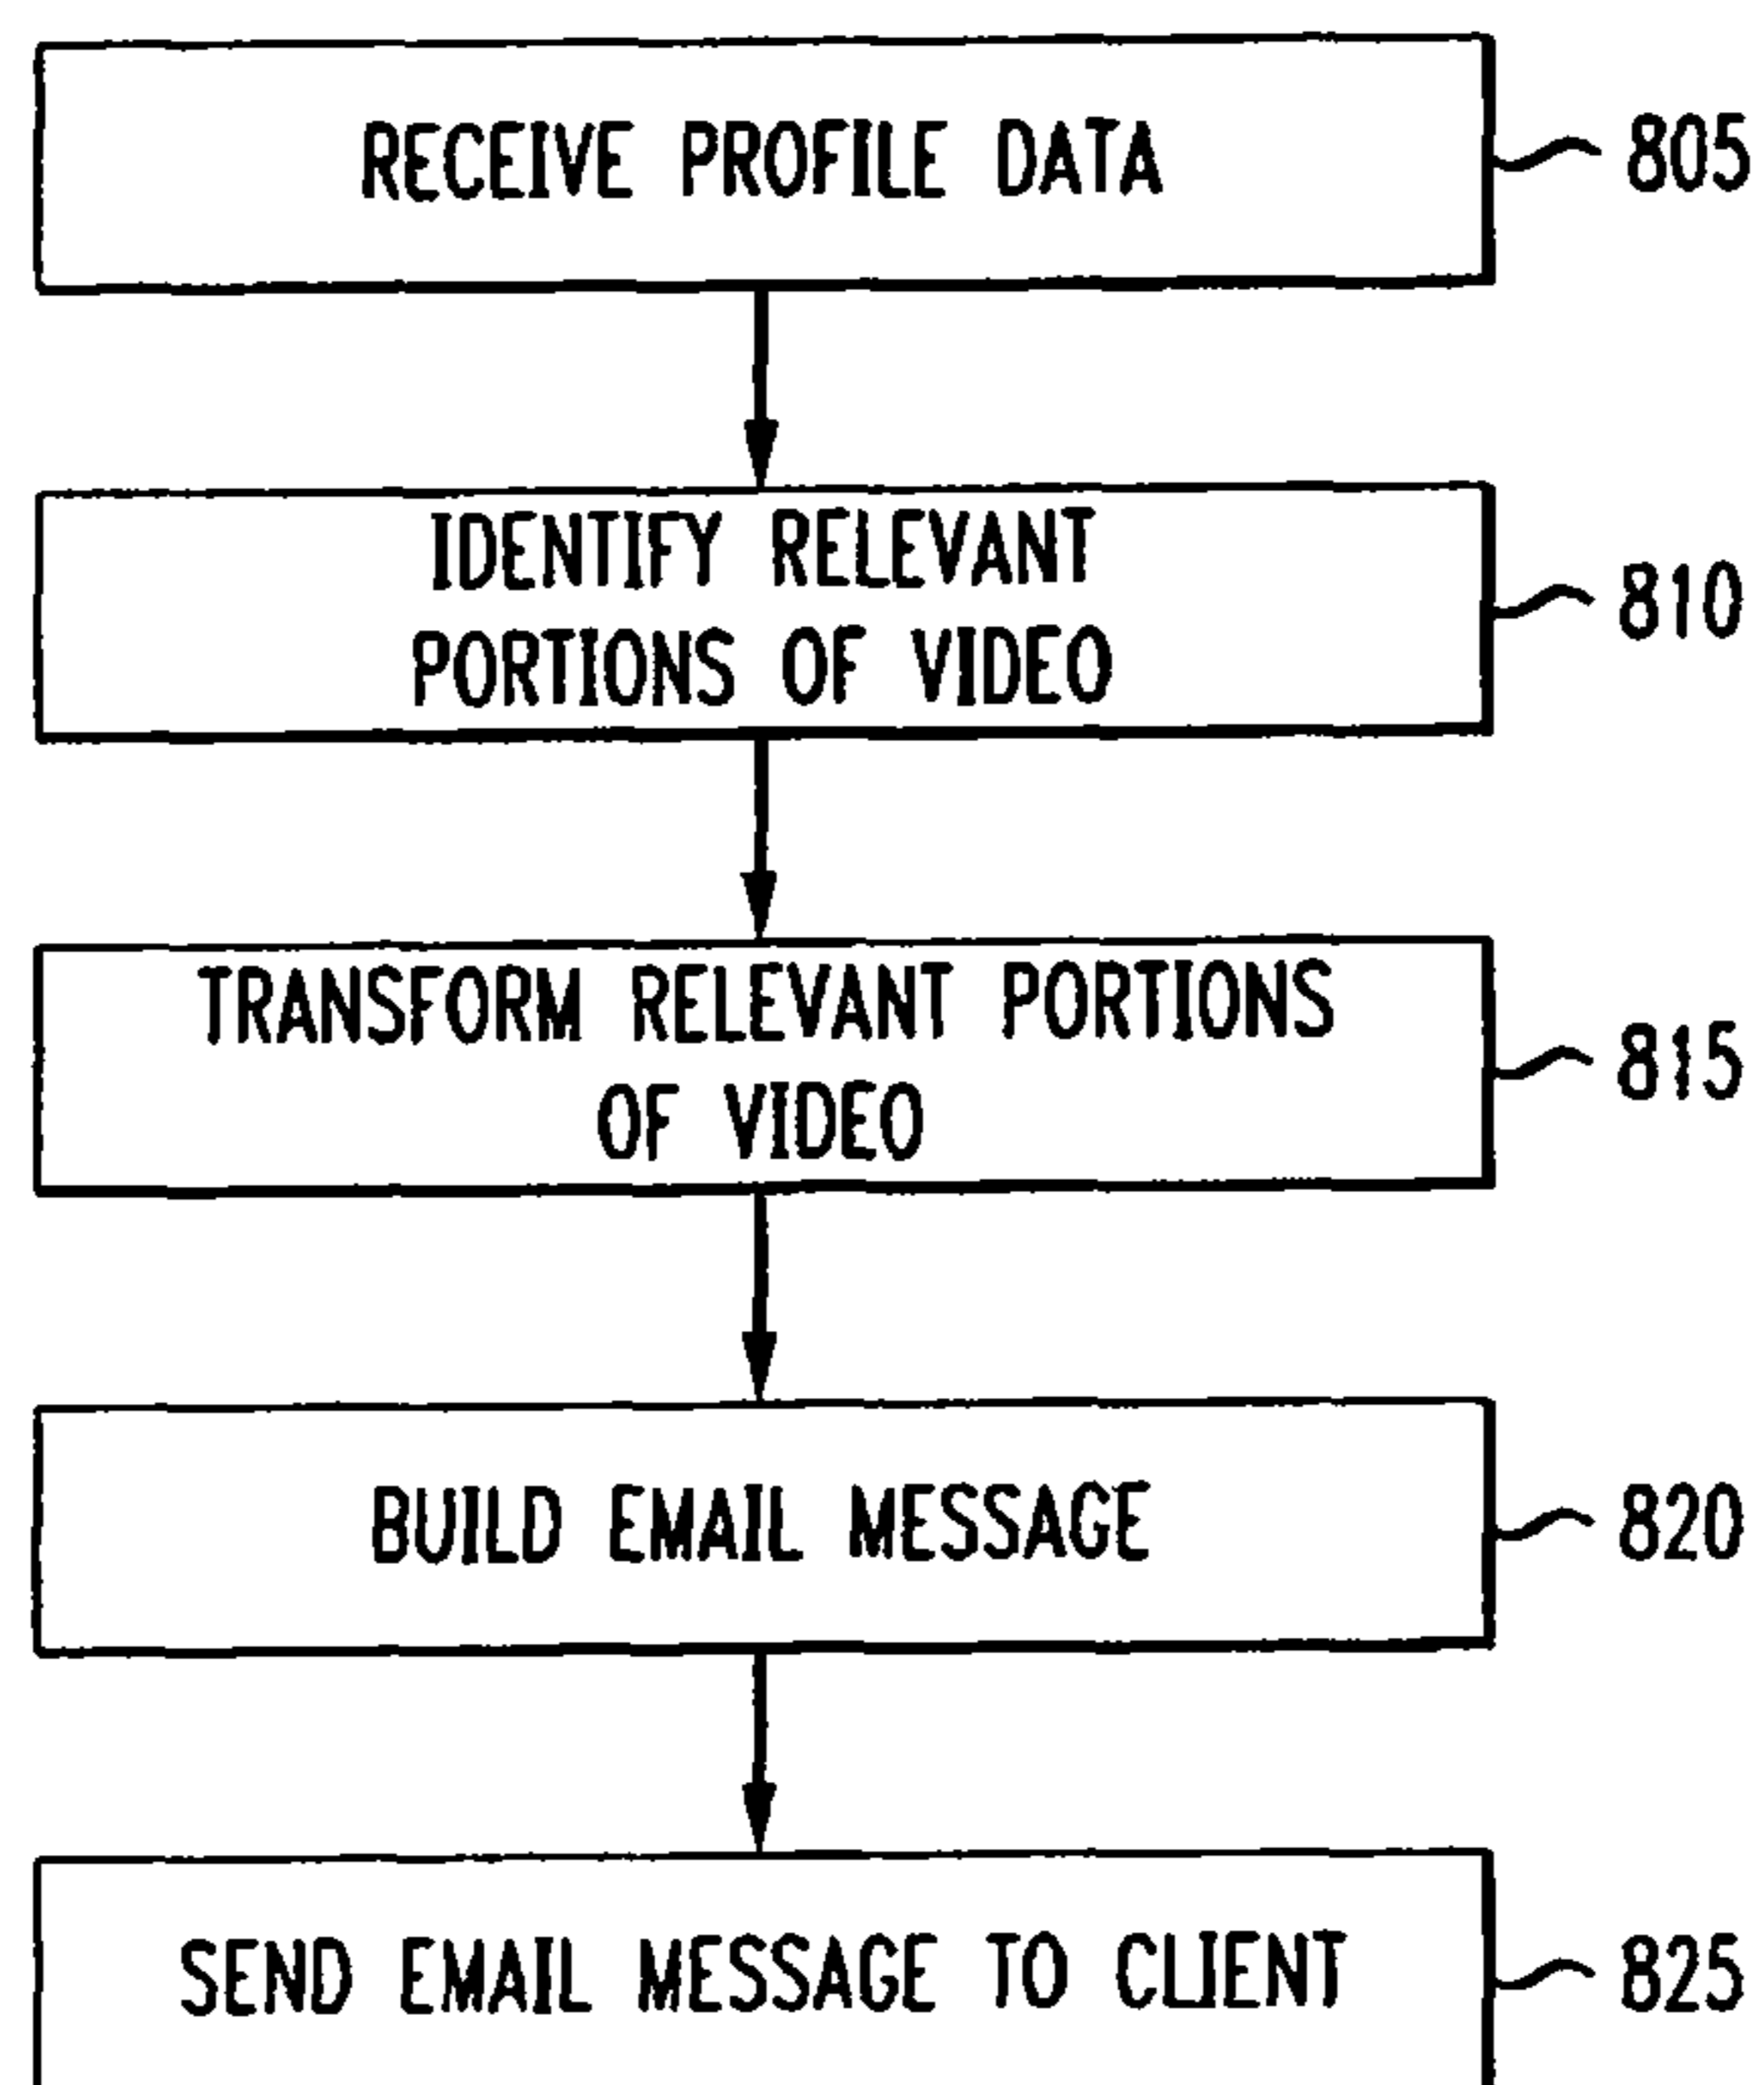 RECEIVE PROFILE DATA
805
IDENTIFY RELEVANT
PORTIONS OF VIDEO
810
TRANSFORM RELEVANT PORTIONS
OF VIDEO
815
BUILD EMAIL MESSAGE
820
SEND EMAIL MESSAGE TO CLIENT
825